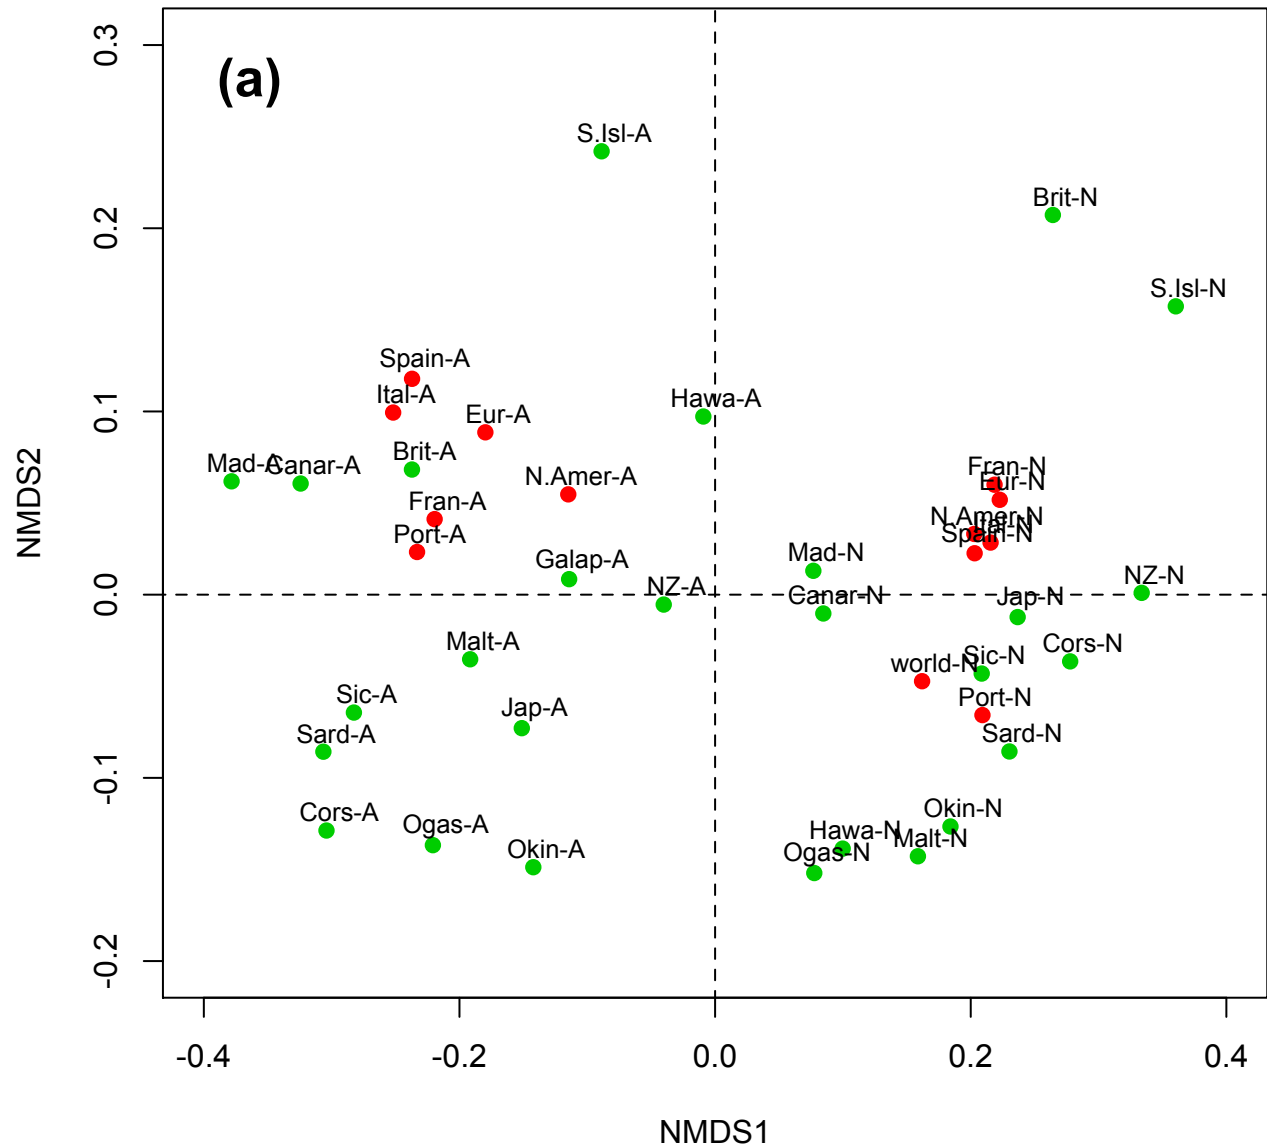 (a)
S.Isl-A
Brit-N
S.Isl-N
Spain-A
Ital-A
Eur-A
Hawa-A
Mad-A
Canar-A
Brit-A
N.Amer-A
Fran-A
Port-A
Galap-A
NZ-A
Fran-N
Eur-N
N.Amer-N
Ital-N
Spain-N
Mad-N
Canar-N
Jap-N
NZ-N
Cors-N
Sic-N
world-N
Port-N
Sard-N
Malt-A
Sic-A
Jap-A
Sard-A
Cors-A
Ogas-A
Okin-A
Okin-N
Hawa-N
Malt-N
Ogas-N
0.3
0.2
0.1
0.0
-0.1
-0.2
NMDS2
-0.4
-0.2
0.0
0.2
0.4
NMDS1